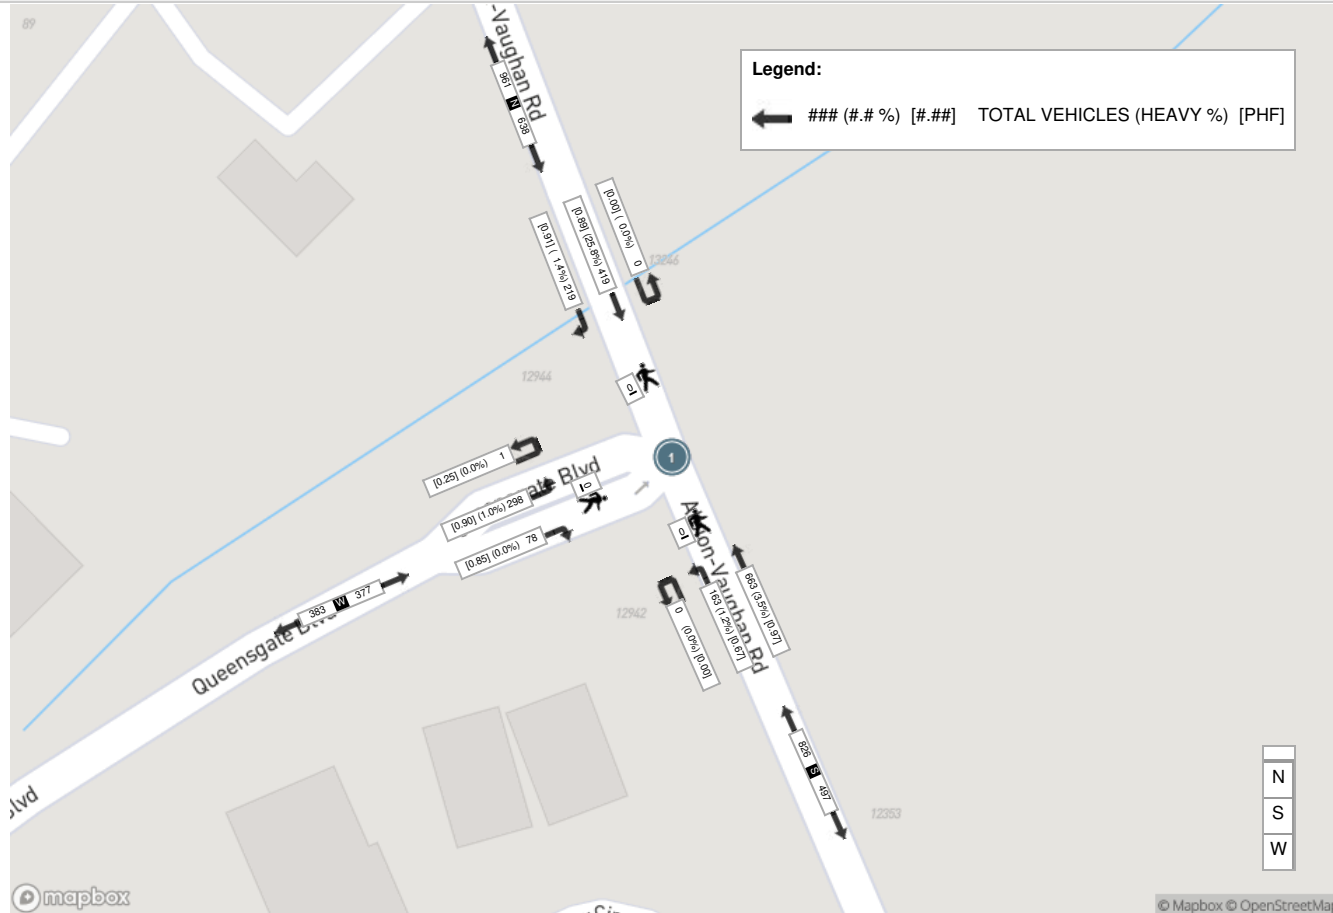 89
-Vaughan Rd
Legend:
### (#.# %) [#.##] TOTAL VEHICLES (HEAVY %) [PHF]
961 N 638
[0.91] ( 1.4%) 219
[0.89] (25.8%) 419
[0.00] ( 0.0%) 0
13246
12944
0
1
[0.25] (0.0%) 1
[0.90] (1.0%) 298
[0.85] (0.0%) 78
0
0
383 W 377
Queensgate Blvd
12942
0 (0.0%) [0.00]
163 (1.2%) [0.67]
663 (3.5%) [0.97]
826 S 497
12353
N
S
W
mapbox
© Mapbox © OpenStreetMap